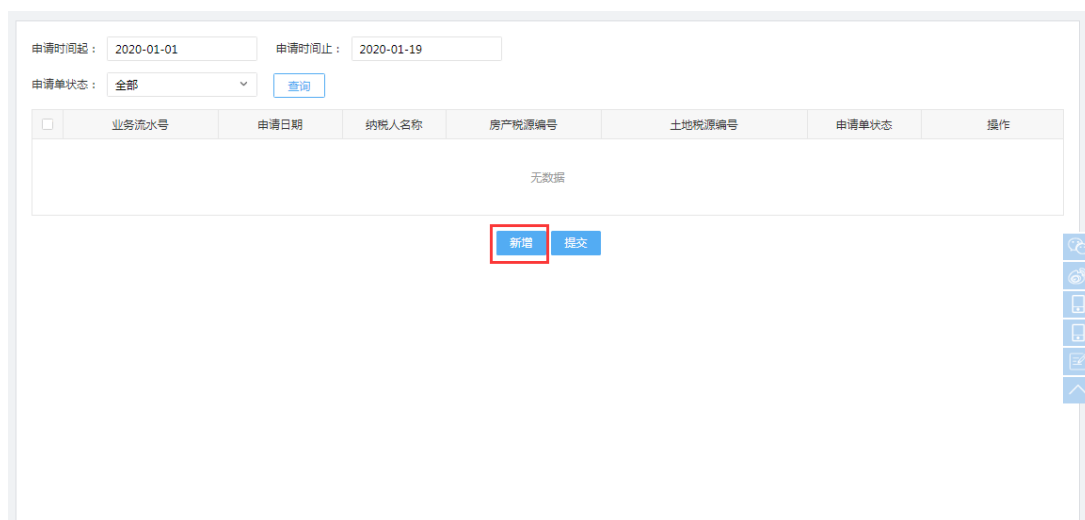 申请时间起： 2020-01-01 申请时间止： 2020-01-19
申请单状态： 全部 查询
业务流水号 申请日期 纳税人名称 房产税源编号 土地税源编号 申请单状态 操作
无数据
新增 提交